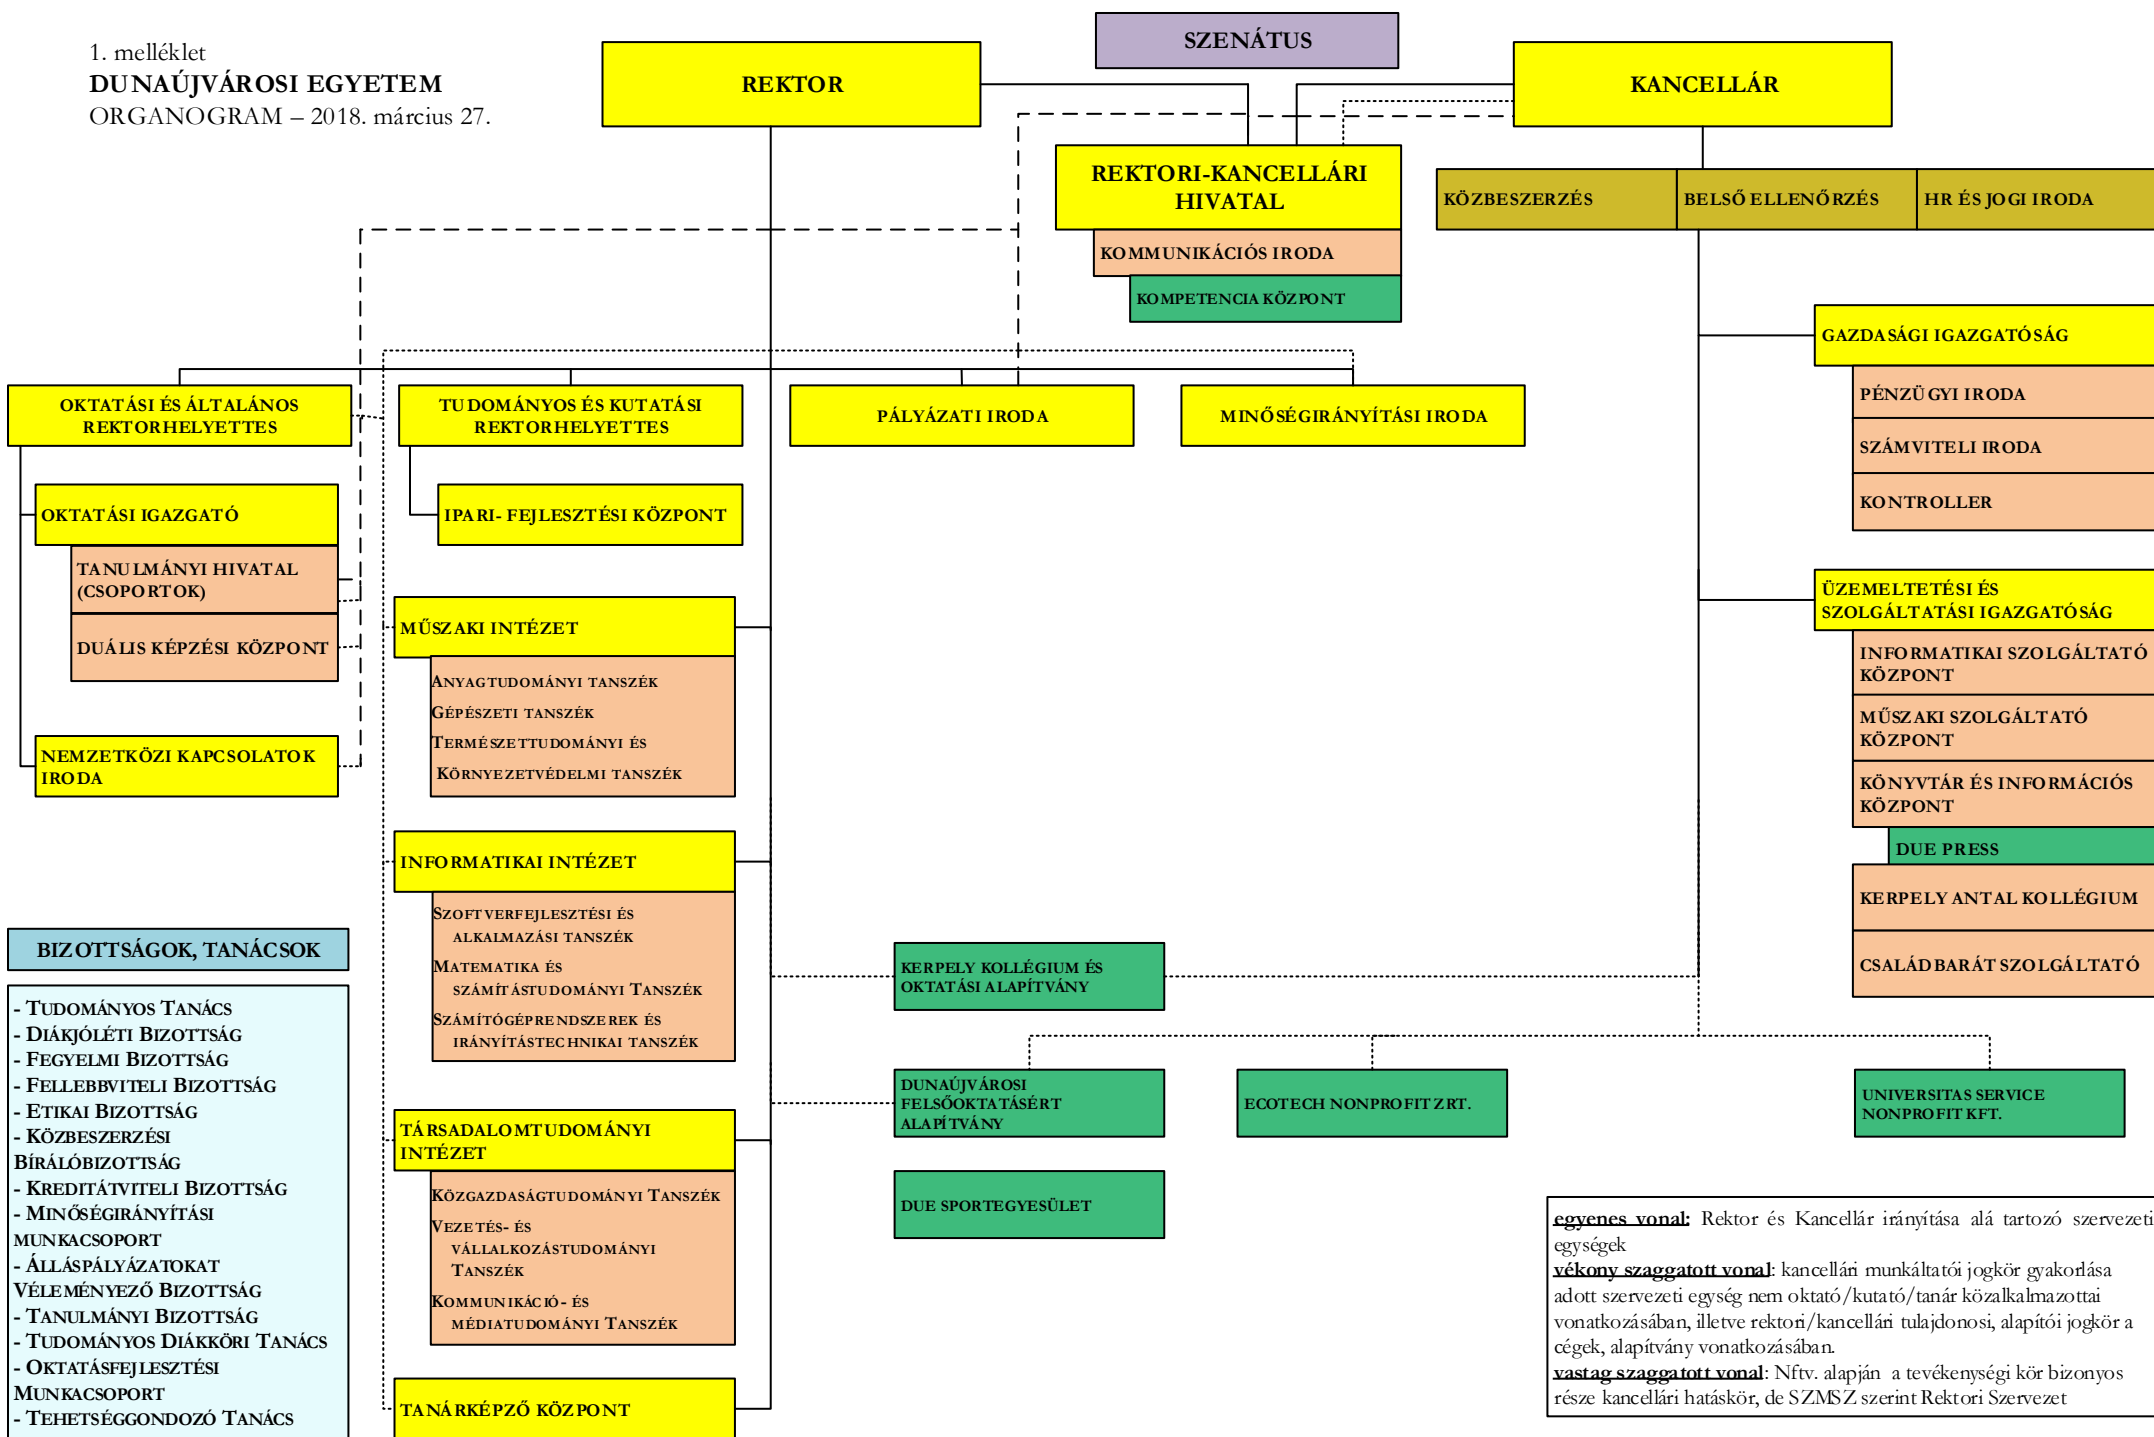 1. melléklet
DUNAÚJVÁROSI EGYETEM
ORGANOGRAM – 2018. március 27.
SZENÁTUS
REKTOR
KANCELLÁR
REKTORI-KANCELLÁRI
HIVATAL
KOMMUNIKÁCIÓS IRODA
KOMPETENCIA KÖZPONT
KÖZBESZERZÉS
BELSŐ ELLENŐRZÉS
HR ÉS JOGI IRODA
GAZDASÁGI IGAZGATÓSÁG
PÉNZÜGYI IRODA
SZÁMVITELI IRODA
KONTROLLER
OKTATÁSI ÉS ÁLTALÁNOS
REKTORHELYETTES
TUDOMÁNYOS ÉS KUTATÁSI
REKTORHELYETTES
PÁLYÁZATI IRODA
MINŐSÉGIRÁNYÍTÁSI IRODA
OKTATÁSI IGAZGATÓ
TANULMÁNYI HIVATAL
(CSOPORTOK)
DUÁLIS KÉPZÉSI KÖZPONT
NEMZETKÖZI KAPCSOLATOK
IRODA
IPARI- FEJLESZTÉSI KÖZPONT
MŰSZAKI INTÉZET
ANYAGTUDOMÁNYI TANSZÉK
GÉPÉSZETI TANSZÉK
TERMÉSZETTUDOMÁNYI ÉS
KÖRNYEZETVÉDELMI TANSZÉK
INFORMATIKAI INTÉZET
SZOFTVERFEJLESZTÉSI ÉS
ALKALMAZÁSI TANSZÉK
MATEMATIKA ÉS
SZÁMÍTÁSTUDOMÁNYI TANSZÉK
SZÁMÍTÓGÉPRENDSZEREK ÉS
IRÁNYÍTÁSTECHNIKAI TANSZÉK
TÁRSADALOMTUDOMÁNYI
INTÉZET
KÖZGAZDASÁGTUDOMÁNYI TANSZÉK
VEZETÉS- ÉS
VÁLLALKOZÁSTUDOMÁNYI
TANSZÉK
KOMMUNIKÁCIÓ- ÉS
MÉDIATUDOMÁNYI TANSZÉK
TANÁRKÉPZŐ KÖZPONT
ÜZEMELTETÉSI ÉS
SZOLGÁLTATÁSI IGAZGATÓSÁG
INFORMATIKAI SZOLGÁLTATÓ
KÖZPONT
MŰSZAKI SZOLGÁLTATÓ
KÖZPONT
KÖNYVTÁR ÉS INFORMÁCIÓS
KÖZPONT
DUE PRESS
KERPELY ANTAL KOLLÉGIUM
CSALÁDBARÁT SZOLGÁLTATÓ
KERPELY KOLLÉGIUM ÉS
OKTATÁSI ALAPÍTVÁNY
DUNAÚJVÁROSI
FELSŐOKTATÁSÉRT
ALAPÍTVÁNY
ECOTECH NONPROFIT ZRT.
UNIVERSITAS SERVICE
NONPROFIT KFT.
DUE SPORTEGYESÜLET
BIZOTTSÁGOK, TANÁCSOK
- TUDOMÁNYOS TANÁCS
- DIÁKJÓLÉTI BIZOTTSÁG
- FEGYELMI BIZOTTSÁG
- FELLEBBVITELI BIZOTTSÁG
- ETIKAI BIZOTTSÁG
- KÖZBESZERZÉSI
BÍRÁLÓBIZOTTSÁG
- KREDITÁTVITELI BIZOTTSÁG
- MINŐSÉGIRÁNYÍTÁSI
MUNKACSOPORT
- ÁLLÁSPÁLYÁZATOKAT
VÉLEMÉNYEZŐ BIZOTTSÁG
- TANULMÁNYI BIZOTTSÁG
- TUDOMÁNYOS DIÁKKÖRI TANÁCS
- OKTATÁSFEJLESZTÉSI
MUNKACSOPORT
- TEHETSÉGGONDOZÓ TANÁCS
egyenes vonal: Rektor és Kancellár irányítása alá tartozó szervezeti
egységek
vékony szaggatott vonal: kancellári munkáltatói jogkör gyakorlása
adott szervezeti egység nem oktató/kutató/tanár közalkalmazottai
vonatkozásában, illetve rektori/kancellári tulajdonosi, alapítói jogkör a
cégek, alapítvány vonatkozásában.
vastag szaggatott vonal: Nftv. alapján a tevékenységi kör bizonyos
része kancellári hatáskör, de SZMSZ szerint Rektori Szervezet